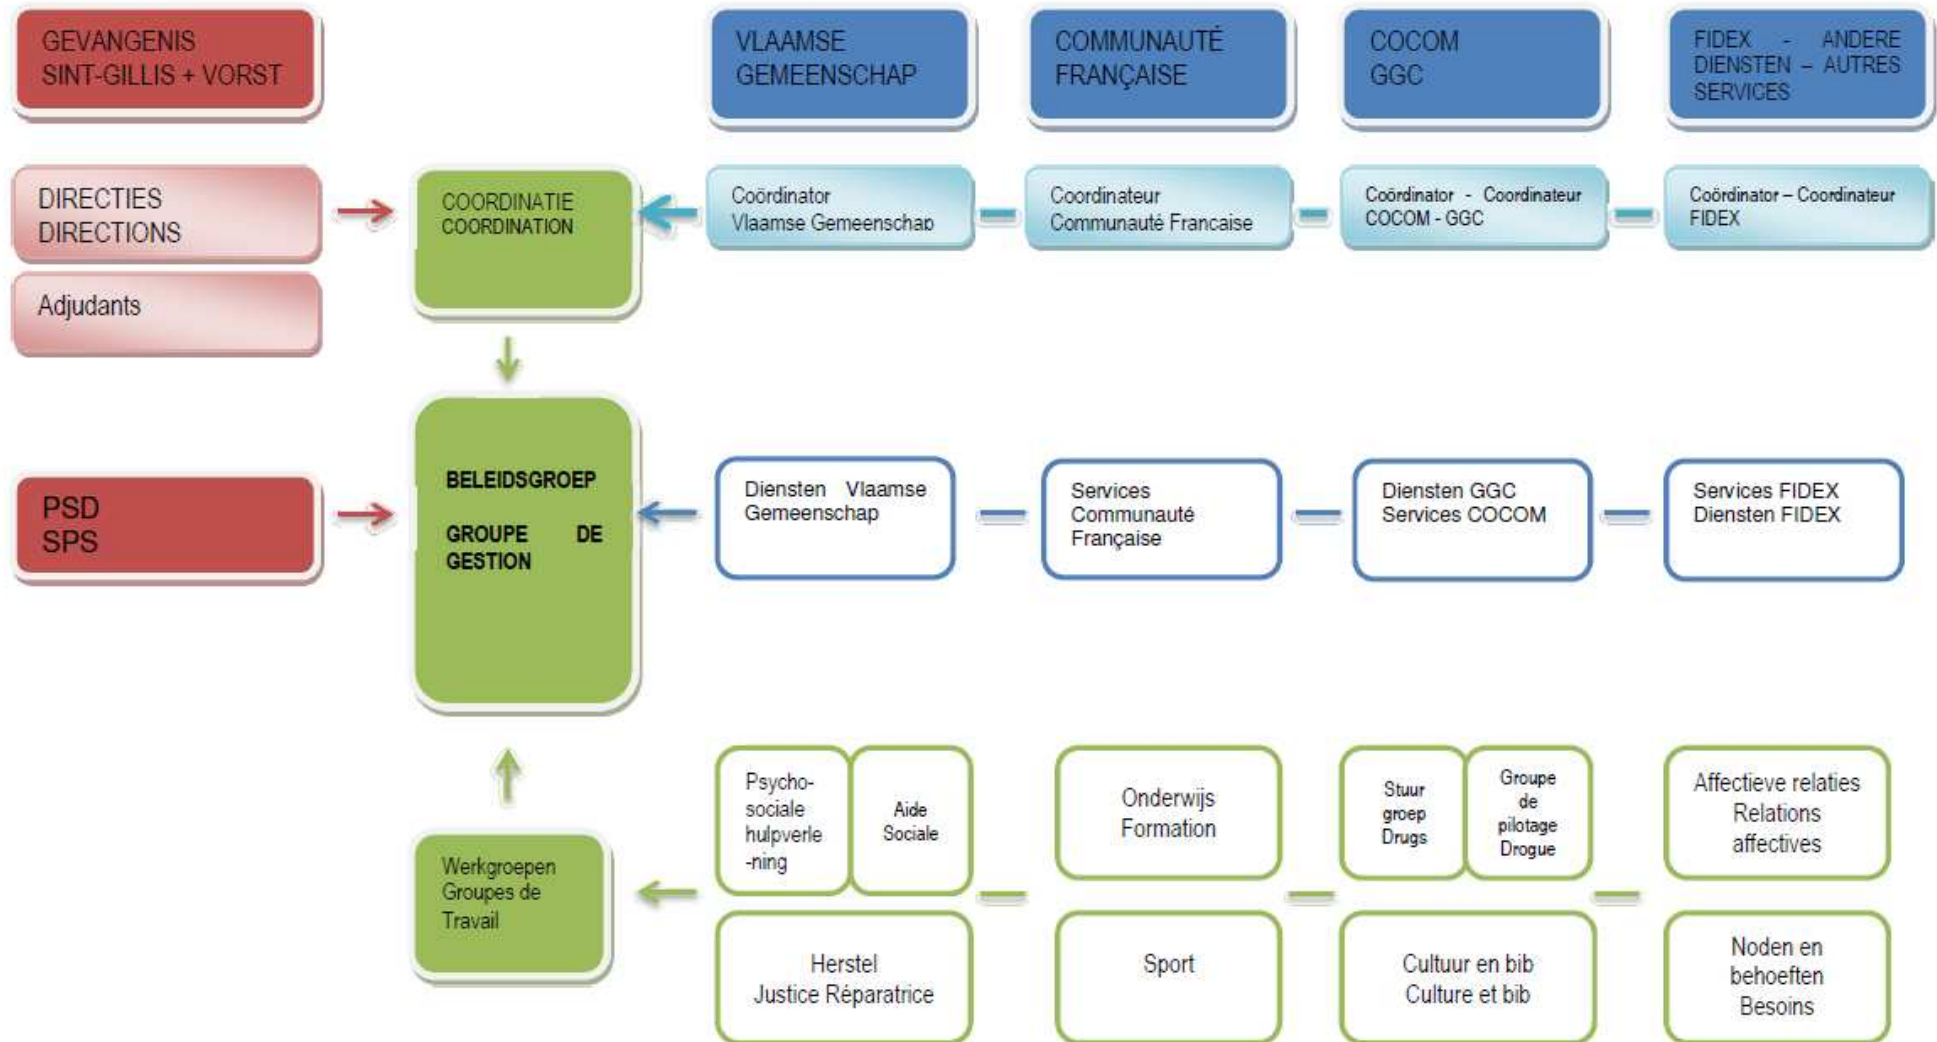 GEVANGENIS
SINT-GILLIS + VORST
VLAAMSE
GEMEENSCHAP
COMMUNAUTÉ
FRANÇAISE
COCOM
GGC
FIDEX - ANDERE
DIENSTEN – AUTRES
SERVICES
DIRECTIES
DIRECTIONS
COORDINATIE
COORDINATION
Coördinator
Vlaamse Gemeenschap
Coordinateur
Communauté Francaise
Coördinator - Coordinateur
COCOM - GGC
Coördinator – Coordinateur
FIDEX
Adjudants
PSD
SPS
BELEIDSGROEP
GROUPE DE
GESTION
Diensten Vlaamse
Gemeenschap
Services
Communauté
Française
Diensten GGC
Services COCOM
Services FIDEX
Diensten FIDEX
Werkgroepen
Groupes de
Travail
Psycho-
sociale
hulpverle
-ning
Aide
Sociale
Onderwijs
Formation
Stuur
groep
Drugs
Groupe
de
pilotage
Drogue
Affectieve relaties
Relations
affectives
Herstel
Justice Réparatrice
Sport
Cultuur en bib
Culture et bib
Noden en
behoeften
Besoins